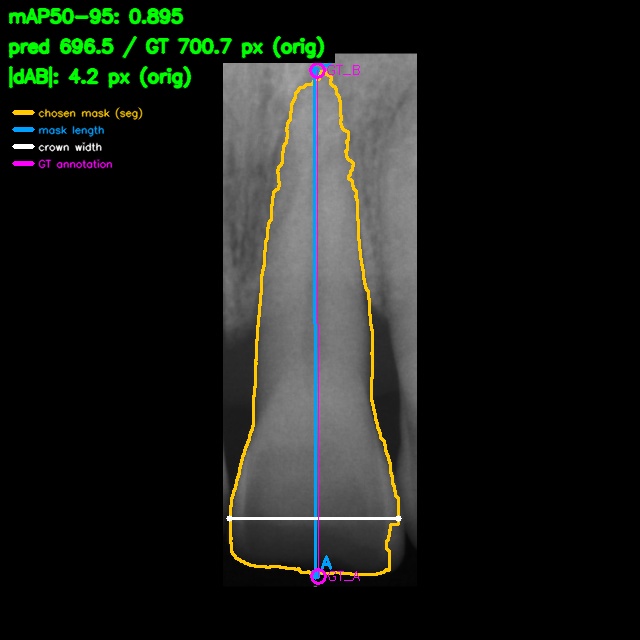 mAP50-95: 0.895
pred 696.5 / GT 700.7 px (orig)
|dAB|: 4.2 px (orig)
chosen mask (seg)
mask length
crown width
GT annotation
GT_B
A
GT_A